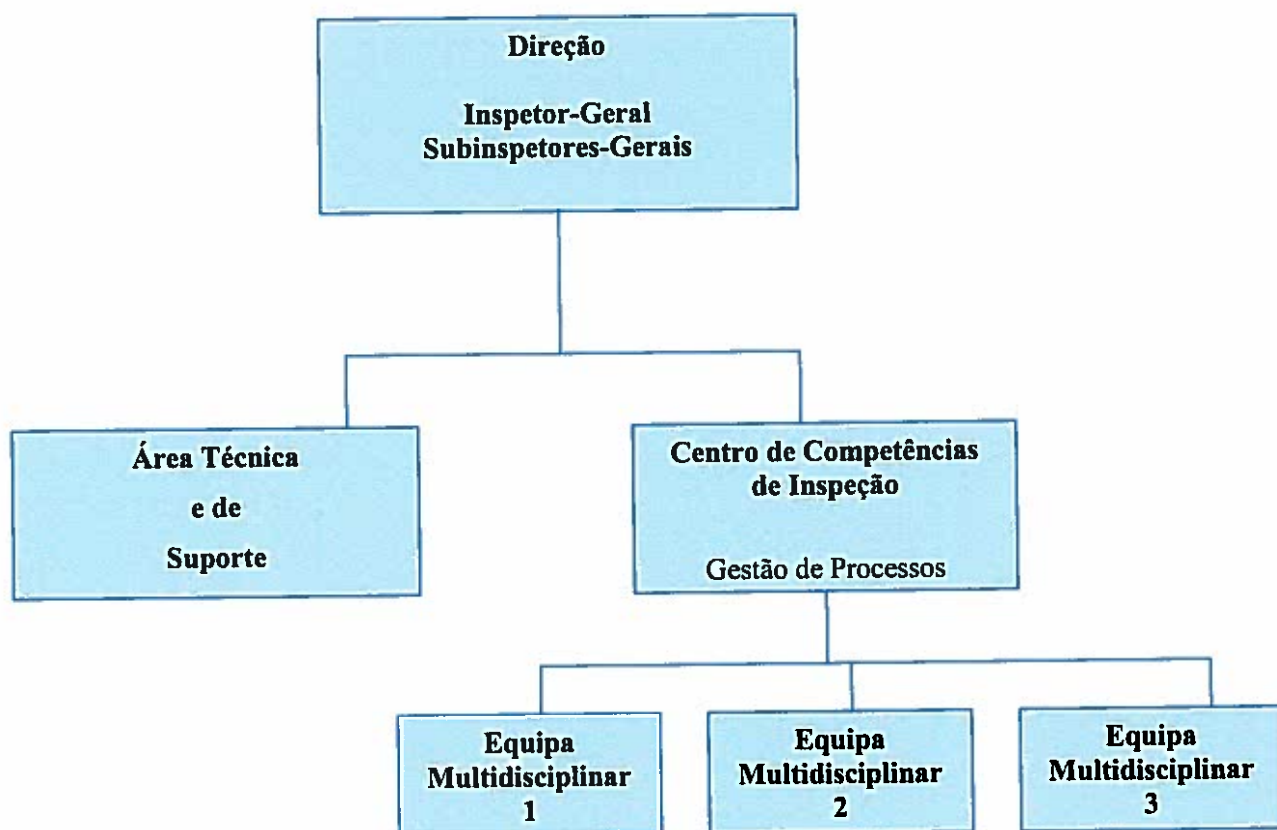 Direção
Inspetor-Geral
Subinspetores-Gerais
Área Técnica
e de
Suporte
Centro de Competências
de Inspeção
Gestão de Processos
Equipa
Multidisciplinar
1
Equipa
Multidisciplinar
2
Equipa
Multidisciplinar
3